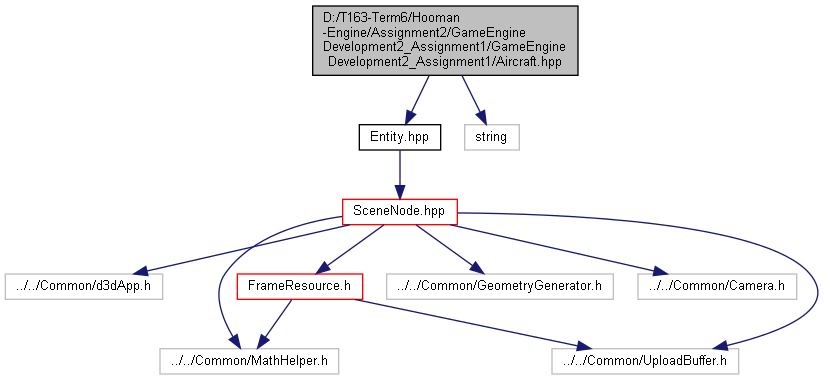 D:/T163-Term6/Hooman
-Engine/Assignment2/GameEngine
Development2_Assignment1/GameEngine
Development2_Assignment1/Aircraft.hpp
Entity.hpp
string
SceneNode.hpp
../../Common/d3dApp.h
FrameResource.h
../../Common/GeometryGenerator.h
../../Common/Camera.h
../../Common/MathHelper.h
../../Common/UploadBuffer.h